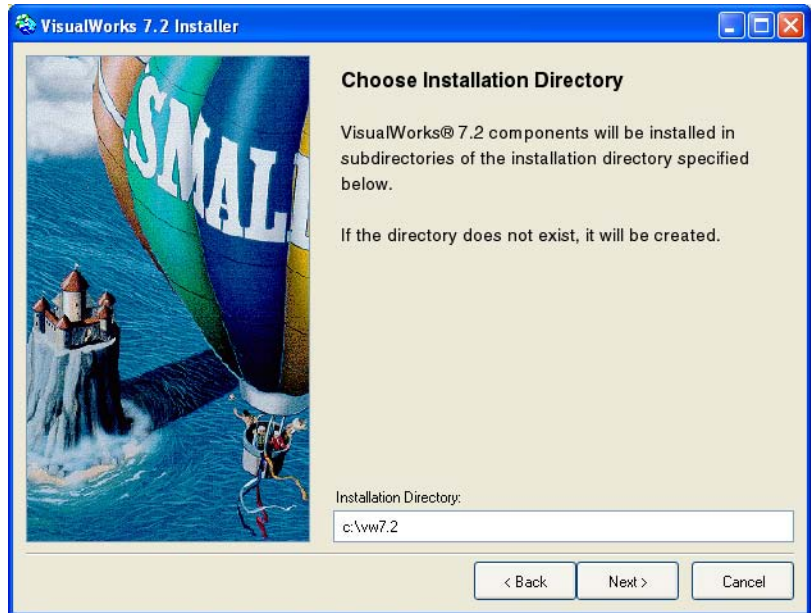 VisualWorks 7.2 Installer
SMALL
Choose Installation Directory
VisualWorks® 7.2 components will be installed in
subdirectories of the installation directory specified
below.
If the directory does not exist, it will be created.
Installation Directory:
c:\vw7.2
< Back
Next >
Cancel